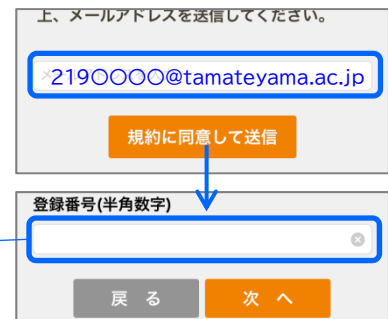 上、メールアドレスを送信してください。
219〇〇〇〇@tamateyama.ac.jp
規約に同意して送信
登録番号(半角数字)
戻 る
次 へ